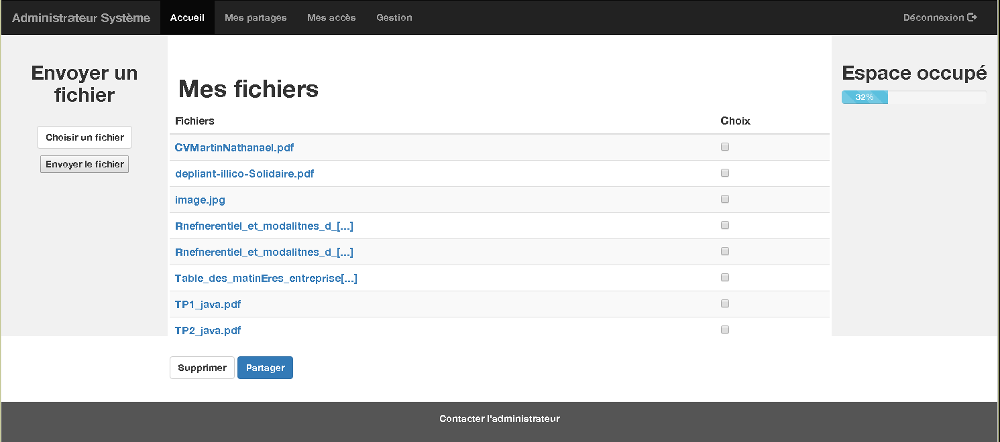 Administrateur Système Accueil Mes partages Mes accès Gestion Déconnexion
Envoyer un
fichier
Choisir un fichier
Envoyer le fichier
Mes fichiers
Fichiers Choix
CVMartinNathanael.pdf
depliant-illico-Solidaire.pdf
image.jpg
Rnefnerentiel_et_modalitnes_d_[...]
Rnefnerentiel_et_modalitnes_d_[...]
Table_des_matinEres_entreprise[...]
TP1_java.pdf
TP2_java.pdf
Supprimer Partager
Espace occupé
32%
Contacter l'administrateur